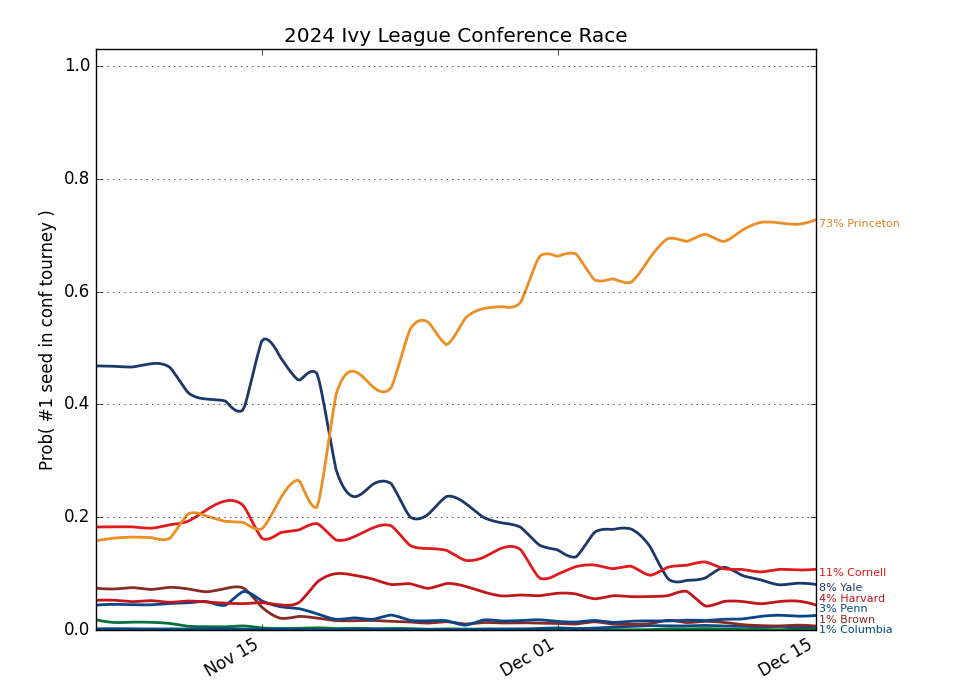 2024 Ivy League Conference Race
Prob( #1 seed in conf tourney )
1.0
0.8
0.6
0.4
0.2
0.0
Nov 15
Dec 01
Dec 15
73% Princeton
11% Cornell
8% Yale
4% Harvard
3% Penn
1% Brown
1% Columbia